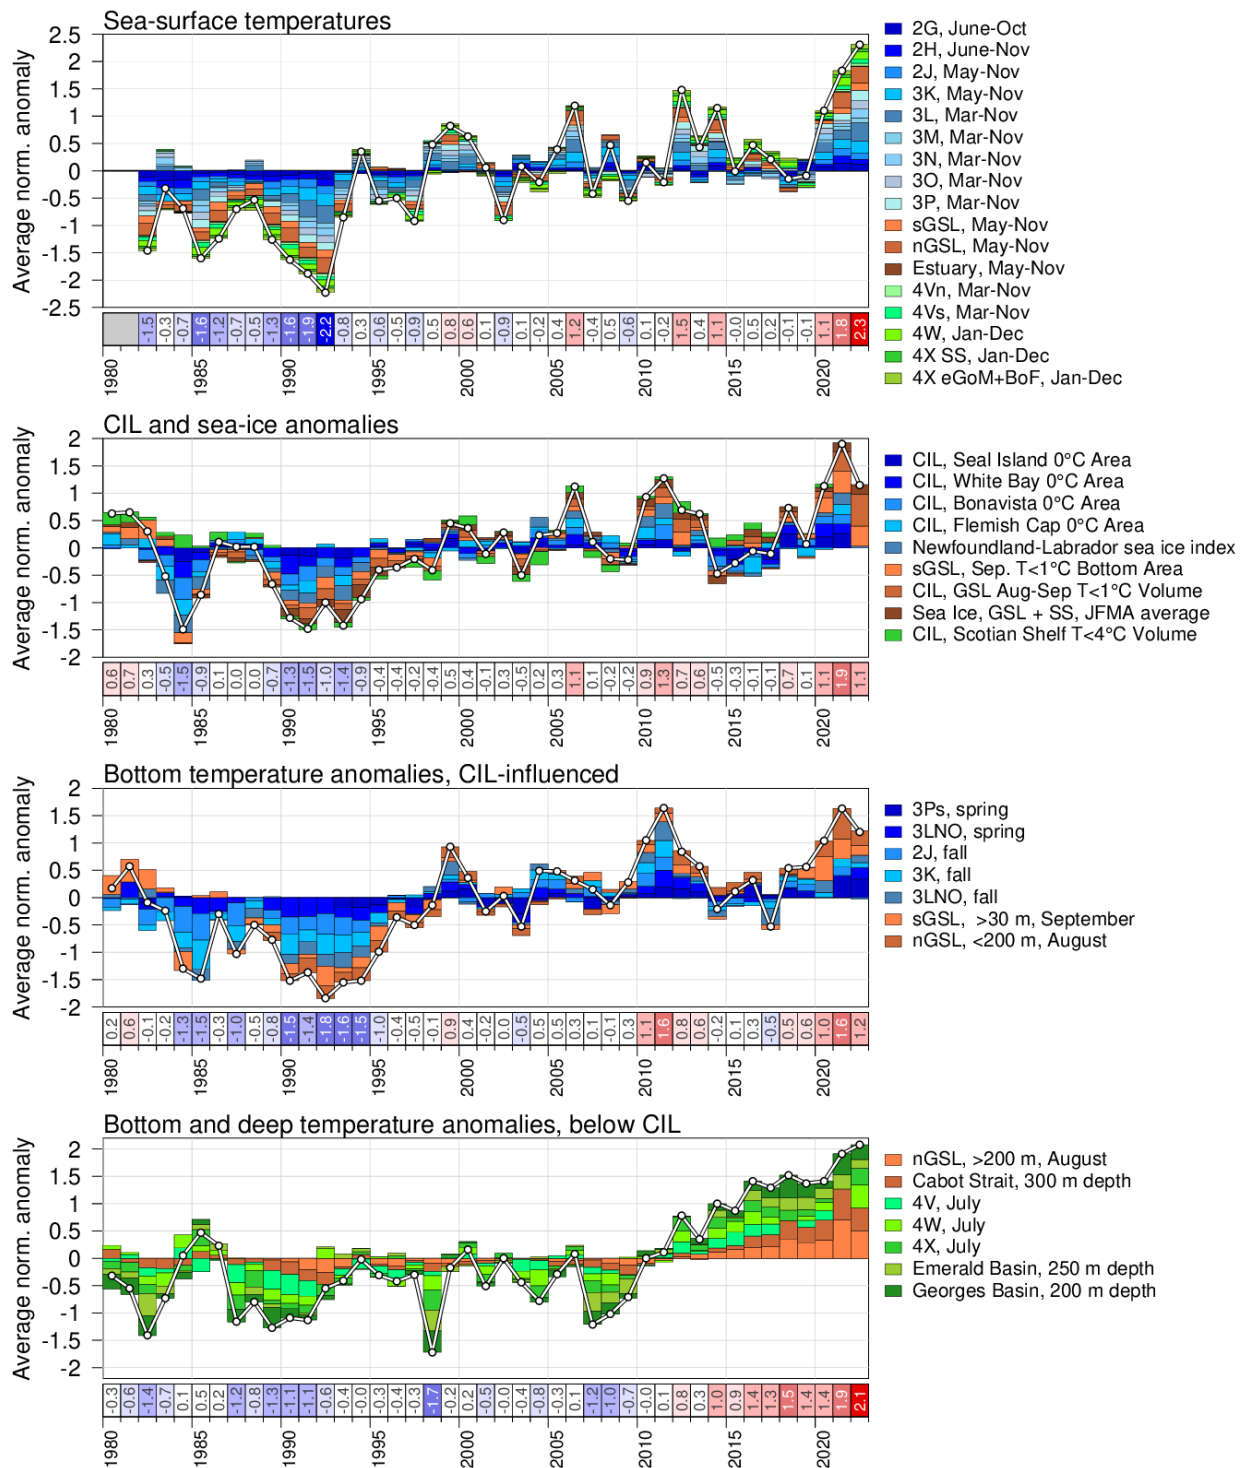 Sea-surface temperatures
Average norm. anomaly
2.5
2
1.5
1
0.5
0
-0.5
-1
-1.5
-2
-2.5
-1.5 -0.3 -0.7 -1.6 -1.2 -0.7 -0.5 -1.3 -1.6 -1.9 -2.2 -0.8 0.3 -0.6 -0.5 -0.9 0.5 0.8 0.6 0.1 -0.9 0.1 -0.2 0.4 1.2 -0.4 0.5 -0.6 0.1 -0.2 1.5 0.4 1.1 -0.0 0.5 0.2 -0.1 -0.1 1.1 1.8 2.3
1980 1985 1990 1995 2000 2005 2010 2015 2020
2G, June-Oct
2H, June-Nov
2J, May-Nov
3K, May-Nov
3L, Mar-Nov
3M, Mar-Nov
3N, Mar-Nov
3O, Mar-Nov
3P, Mar-Nov
sGSL, May-Nov
nGSL, May-Nov
Estuary, May-Nov
4Vn, Mar-Nov
4Vs, Mar-Nov
4W, Jan-Dec
4X SS, Jan-Dec
4X eGoM+BoF, Jan-Dec
CIL and sea-ice anomalies
Average norm. anomaly
2
1.5
1
0.5
0
-0.5
-1
-1.5
-2
0.6 0.7 0.3 -0.5 -1.5 -0.9 0.1 0.0 0.0 -0.7 -1.3 -1.5 -1.0 -1.4 -0.9 -0.4 -0.4 -0.2 -0.4 0.5 0.4 -0.1 0.3 -0.5 0.2 0.3 1.1 0.1 -0.2 -0.2 0.9 1.3 0.7 0.6 -0.5 -0.3 -0.1 -0.1 0.7 0.1 1.1 1.9 1.1
1980 1985 1990 1995 2000 2005 2010 2015 2020
CIL, Seal Island 0°C Area
CIL, White Bay 0°C Area
CIL, Bonavista 0°C Area
CIL, Flemish Cap 0°C Area
Newfoundland-Labrador sea ice index
sGSL, Sep. T<1°C Bottom Area
CIL, GSL Aug-Sep T<1°C Volume
Sea Ice, GSL + SS, JFMA average
CIL, Scotian Shelf T<4°C Volume
Bottom temperature anomalies, CIL-influenced
Average norm. anomaly
2
1.5
1
0.5
0
-0.5
-1
-1.5
-2
0.2 0.6 -0.1 -0.2 -1.3 -1.5 -0.3 -1.0 -0.5 -0.8 -1.5 -1.4 -1.8 -1.6 -1.5 -1.0 -0.4 -0.5 -0.1 0.9 0.4 -0.2 0.0 -0.5 0.5 0.5 0.3 0.1 -0.1 0.3 1.1 1.6 0.8 0.6 -0.2 0.1 0.3 -0.5 0.5 0.6 1.0 1.6 1.2
1980 1985 1990 1995 2000 2005 2010 2015 2020
3Ps, spring
3LNO, spring
2J, fall
3K, fall
3LNO, fall
sGSL, >30 m, September
nGSL, <200 m, August
Bottom and deep temperature anomalies, below CIL
Average norm. anomaly
2
1.5
1
0.5
0
-0.5
-1
-1.5
-2
-0.3 -0.6 -1.4 -0.7 0.1 0.5 0.2 -1.2 -0.8 -1.3 -1.1 -1.1 -0.6 -0.4 -0.0 -0.3 -0.4 -0.3 -1.7 -0.2 0.2 -0.5 0.0 -0.4 -0.8 -0.3 0.1 -1.2 -1.0 -0.7 -0.0 0.1 0.8 0.3 1.0 0.9 1.4 1.3 1.5 1.4 1.4 1.9 2.1
1980 1985 1990 1995 2000 2005 2010 2015 2020
nGSL, >200 m, August
Cabot Strait, 300 m depth
4V, July
4W, July
4X, July
Emerald Basin, 250 m depth
Georges Basin, 200 m depth